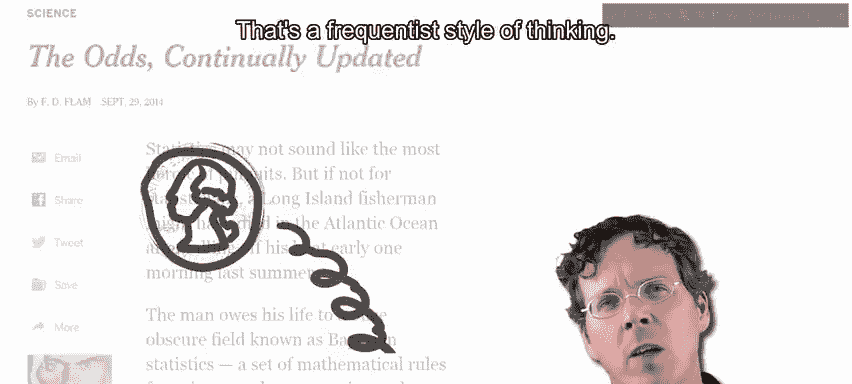 SCIENCE
That's a frequentist style of thinking.
The Odds, Continually Updated
By F. D. FLAM SEPT. 29, 2014
Email
Share
Tweet
Save
More
may not sound like the most
But if not for
a Long Island fisherman
in the Atlantic Ocean
of his boat early one
morning last summer
The man owes his life to
obscure field known as
statistics — a set of mathematical rules